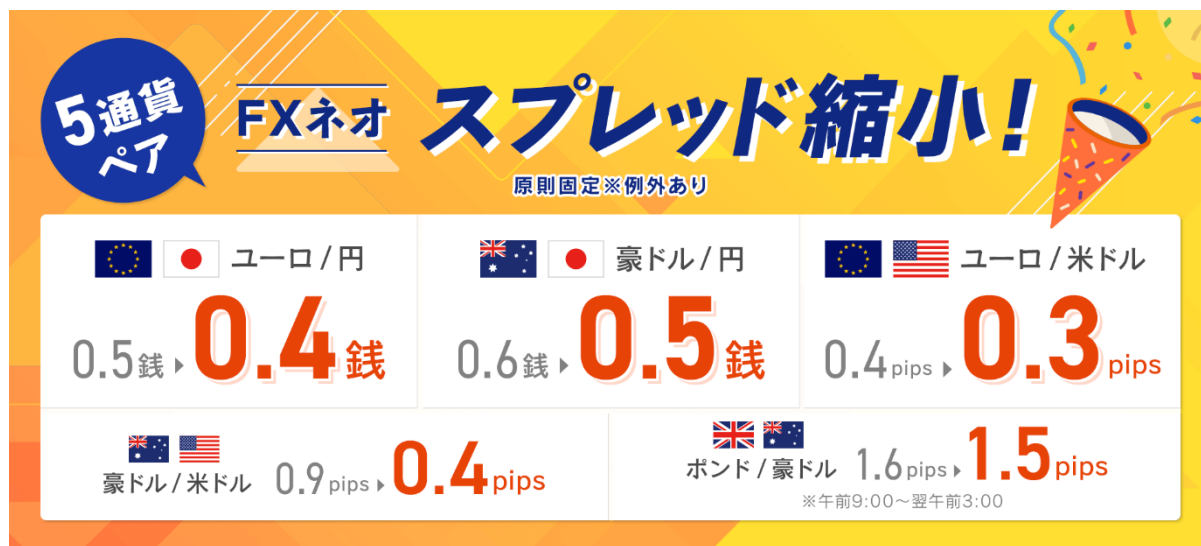 5通貨
ペア
FXネオ
スプレッド縮小!
原則固定※例外あり
ユーロ/円
0.5銭▸0.4銭
豪ドル/円
0.6銭▸0.5銭
ユーロ/米ドル
0.4pips▸0.3pips
豪ドル/米ドル
0.9pips▸0.4pips
ポンド/豪ドル
1.6pips▸1.5pips
※午前9:00〜翌午前3:00